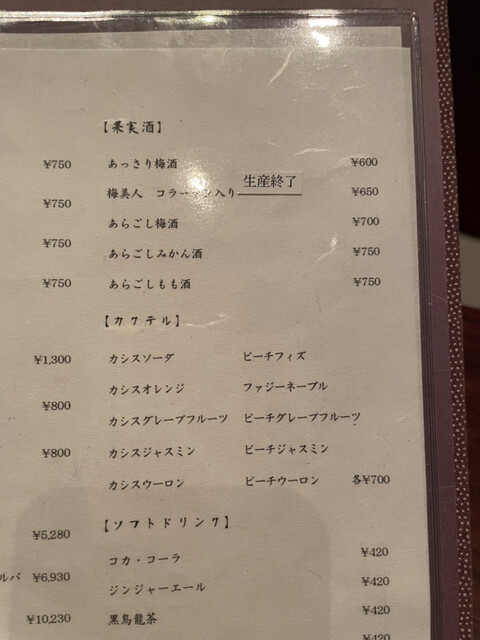 ¥750
¥750
¥750
¥750
¥1,300
¥800
¥800
¥5,280
ルバ ¥6,930
¥10,230
【果実酒】
あっさり梅酒 ¥600
梅美人 コラーゲン入り 生産終了 ¥650
あらごし梅酒 ¥700
あらごしみかん酒 ¥750
あらごしもも酒 ¥750
【カクテル】
カシスソーダ ピーチフィズ
カシスオレンジ ファジーネーブル
カシスグレープフルーツ ピーチグレープフルーツ
カシスジャスミン ピーチジャスミン
カシスウーロン ピーチウーロン 各¥700
【ソフトドリンク】
コカ・コーラ ¥420
ジンジャーエール ¥420
黒烏龍茶 ¥420
¥420